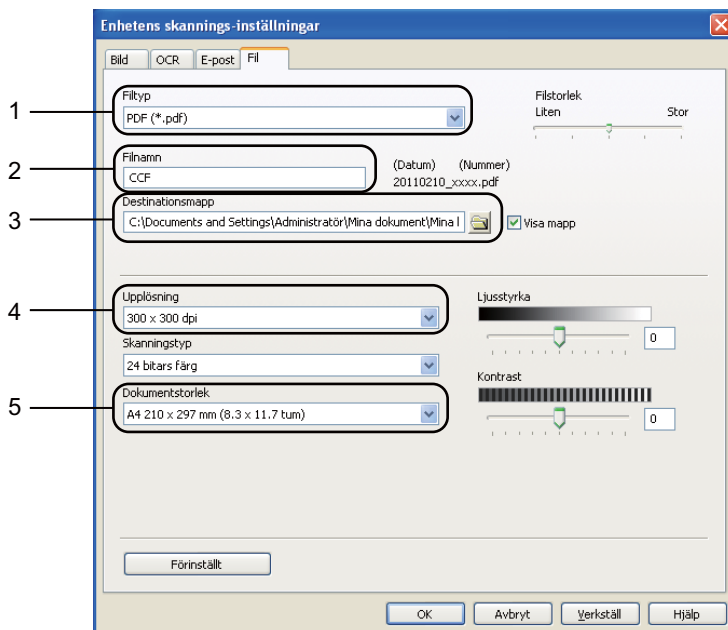 Enhetens skannings-inställningar
Bild OCR E-post Fil
1
Filtyp
PDF (*.pdf)
Filstorlek
Liten Stor
2
Filnamn
CCF
(Datum) (Nummer)
20110210_xxxx.pdf
3
Destinationsmapp
C:\Documents and Settings\Administratör\Mina dokument\Mina l
Visa mapp
4
Upplösning
300 x 300 dpi
Ljusstyrka
0
Skanningstyp
24 bitars färg
Kontrast
0
5
Dokumentstorlek
A4 210 x 297 mm (8.3 x 11.7 tum)
Förinställt
OK Avbryt Verkställ Hjälp